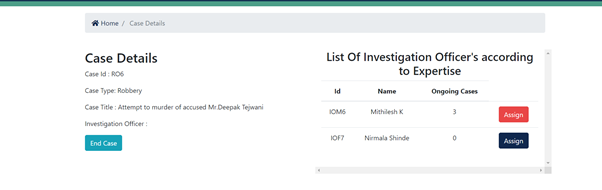 Home / Case Details
Case Details
Case Id : RO6
Case Type: Robbery
Case Title : Attempt to murder of accused Mr.Deepak Tejwani
Investigation Officer :
End Case
List Of Investigation Officer's according
to Expertise
Id Name Ongoing Cases
IOM6 Mithilesh K 3 Assign
IOF7 Nirmala Shinde 0 Assign